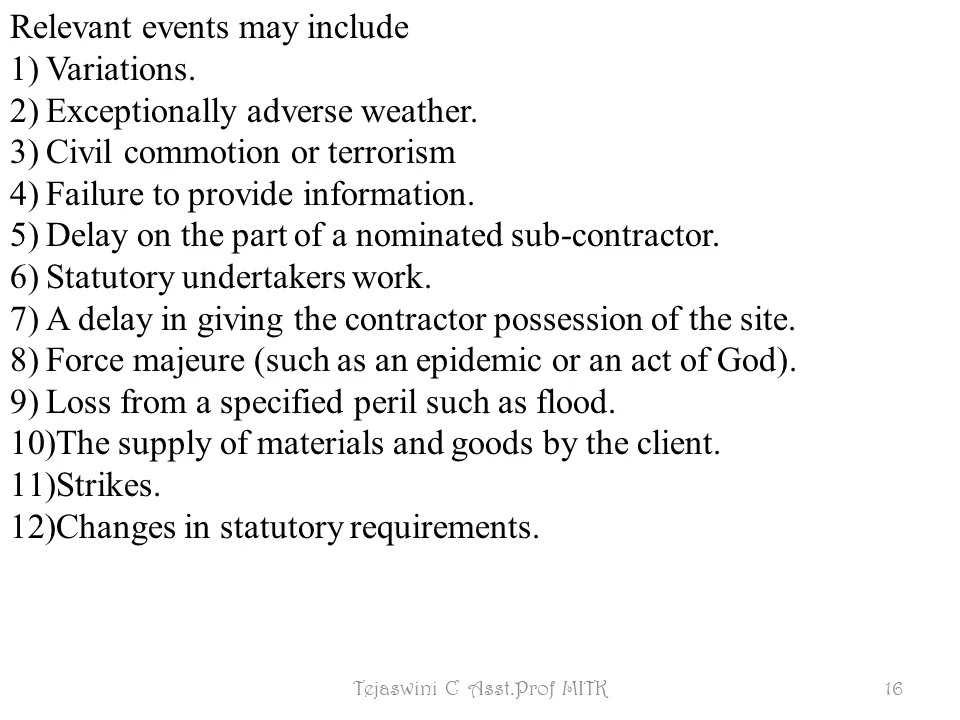 Relevant events may include
1) Variations.
2) Exceptionally adverse weather.
3) Civil commotion or terrorism
4) Failure to provide information.
5) Delay on the part of a nominated sub-contractor.
6) Statutory undertakers work.
7) A delay in giving the contractor possession of the site.
8) Force majeure (such as an epidemic or an act of God).
9) Loss from a specified peril such as flood.
10)The supply of materials and goods by the client.
11)Strikes.
12)Changes in statutory requirements.
Tejaswini C Asst.Prof MITK 16